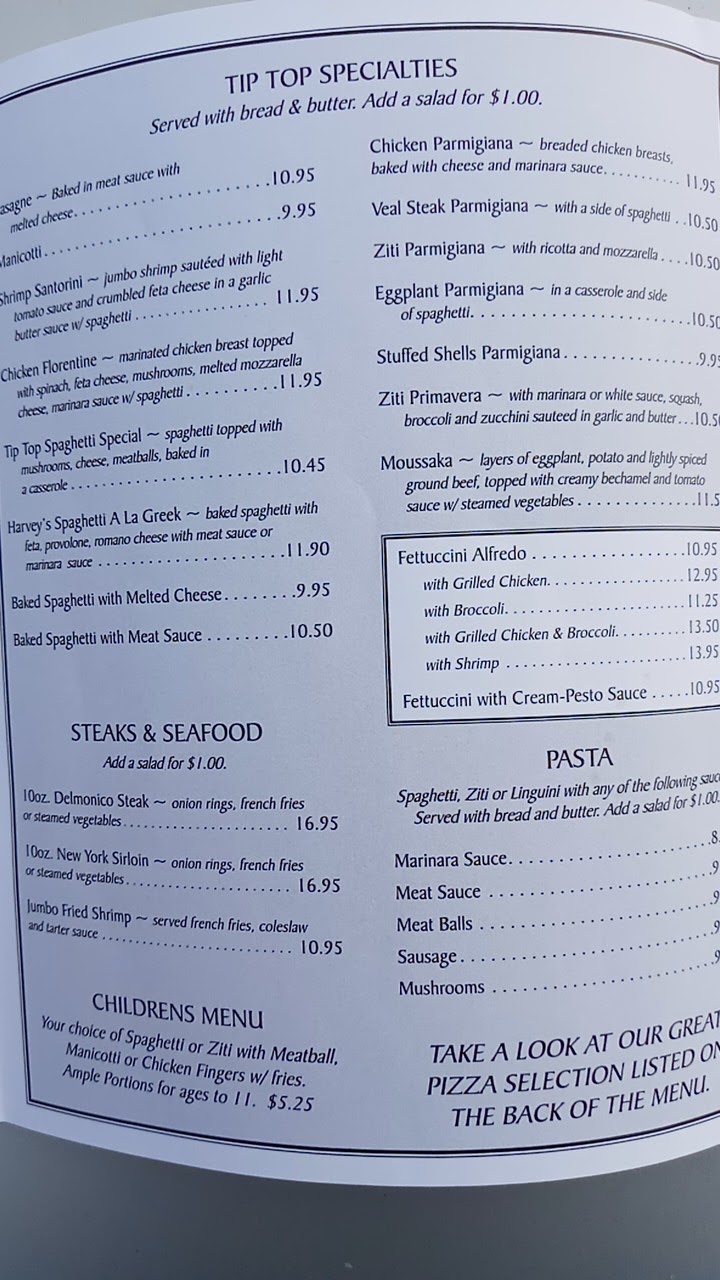 TIP TOP SPECIALTIES
Served with bread & butter. Add a salad for $1.00.
asagne ~ Baked in meat sauce with
melted cheese. . . . . . . . . . . . . . . . . . . . . .10.95
Manicotti . . . . . . . . . . . . . . . . . . . . . . . . . .9.95
Shrimp Santorini ~ jumbo shrimp sautéed with light
tomato sauce and crumbled feta cheese in a garlic
butter sauce w/ spaghetti . . . . . . . . . . . . . . . 11.95
Chicken Florentine ~ marinated chicken breast topped
with spinach, feta cheese, mushrooms, melted mozzarella
cheese, marinara sauce w/ spaghetti . . . . . . . . . .11.95
Tip Top Spaghetti Special ~ spaghetti topped with
mushrooms, cheese, meatballs, baked in
a casserole . . . . . . . . . . . . . . . . . . . . . . . .10.45
Harvey's Spaghetti A La Greek ~ baked spaghetti with
feta, provolone, romano cheese with meat sauce or
marinara sauce . . . . . . . . . . . . . . . . . . . . .11.90
Baked Spaghetti with Melted Cheese. . . . . . . .9.95
Baked Spaghetti with Meat Sauce . . . . . . . . .10.50
STEAKS & SEAFOOD
Add a salad for $1.00.
10oz. Delmonico Steak ~ onion rings, french fries
or steamed vegetables . . . . . . . . . . . . . . . . . . . . . 16.95
10oz. New York Sirloin ~ onion rings, french fries
or steamed vegetables. . . . . . . . . . . . . . . . . . . . . 16.95
Jumbo Fried Shrimp ~ served french fries, coleslaw
and tarter sauce . . . . . . . . . . . . . . . . . . . . . . . . 10.95
CHILDRENS MENU
Your choice of Spaghetti or Ziti with Meatball,
Manicotti or Chicken Fingers w/ fries.
Ample Portions for ages to 11. $5.25
Chicken Parmigiana ~ breaded chicken breasts,
baked with cheese and marinara sauce. . . . . . . . . . . 11.95
Veal Steak Parmigiana ~ with a side of spaghetti . .10.50
Ziti Parmigiana ~ with ricotta and mozzarella . . . .10.50
Eggplant Parmigiana ~ in a casserole and side
of spaghetti. . . . . . . . . . . . . . . . . . . . . . . .10.50
Stuffed Shells Parmigiana. . . . . . . . . . . . . . .9.95
Ziti Primavera ~ with marinara or white sauce, squash,
broccoli and zucchini sauteed in garlic and butter . . .10.50
Moussaka ~ layers of eggplant, potato and lightly spiced
ground beef, topped with creamy bechamel and tomato
sauce w/ steamed vegetables . . . . . . . . . . . . . .11.5
Fettuccini Alfredo . . . . . . . . . . . . . . . . .10.95
with Grilled Chicken. . . . . . . . . . . . . . . 12.95
with Broccoli. . . . . . . . . . . . . . . . . . . . 11.25
with Grilled Chicken & Broccoli. . . . . . . . . 13.50
with Shrimp . . . . . . . . . . . . . . . . . . . .13.95
Fettuccini with Cream-Pesto Sauce . . . . .10.95
PASTA
Spaghetti, Ziti or Linguini with any of the following sauc
Served with bread and butter. Add a salad for $1.00.
Marinara Sauce. . . . . . . . . . . . . . . . . . . . . .8.
Meat Sauce . . . . . . . . . . . . . . . . . . . . . . . .9
Meat Balls . . . . . . . . . . . . . . . . . . . . . . . . .9
Sausage. . . . . . . . . . . . . . . . . . . . . . . . . . .9
Mushrooms . . . . . . . . . . . . . . . . . . . . . . . .9
TAKE A LOOK AT OUR GREAT
PIZZA SELECTION LISTED ON
THE BACK OF THE MENU.